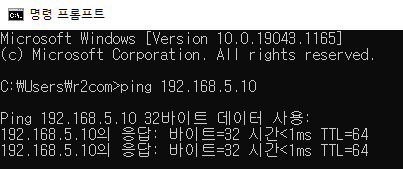 명령 프롬프트
Microsoft Windows [Version 10.0.19043.1165]
(c) Microsoft Corporation. All rights reserved.
C:\Users\r2com>ping 192.168.5.10
Ping 192.168.5.10 32바이트 데이터 사용:
192.168.5.10의 응답: 바이트=32 시간<1ms TTL=64
192.168.5.10의 응답: 바이트=32 시간<1ms TTL=64